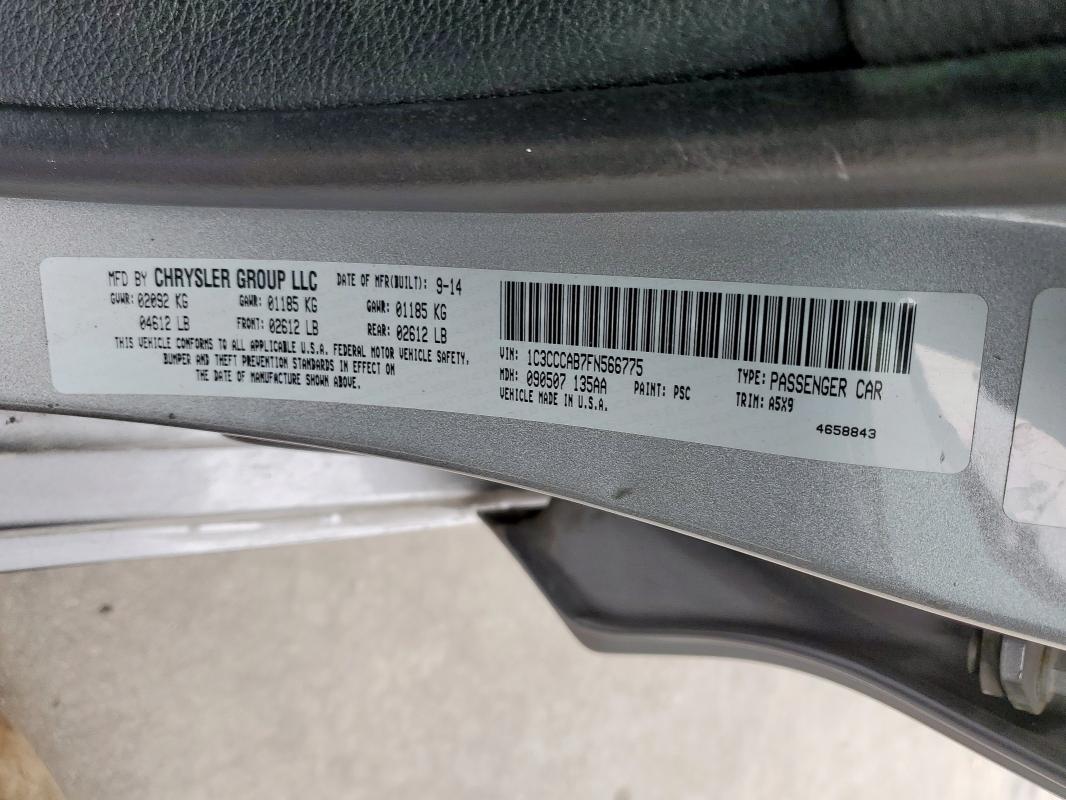 MFD BY CHRYSLER GROUP LLC DATE OF MFR(BUILT): 9-14
GVWR: 02092 KG GAWR: 01185 KG GAWR: 01185 KG
04612 LB FRONT: 02612 LB REAR: 02612 LB
THIS VEHICLE CONFORMS TO ALL APPLICABLE U.S.A. FEDERAL MOTOR VEHICLE SAFETY,
BUMPER AND THEFT PREVENTION STANDARDS IN EFFECT ON
THE DATE OF MANUFACTURE SHOWN ABOVE.
VIN: 1C3CCCAB7FN566775 TYPE: PASSENGER CAR
MDH: 090507 135AA PAINT: PSC TRIM: A5X9
VEHICLE MADE IN U.S.A.
4658843